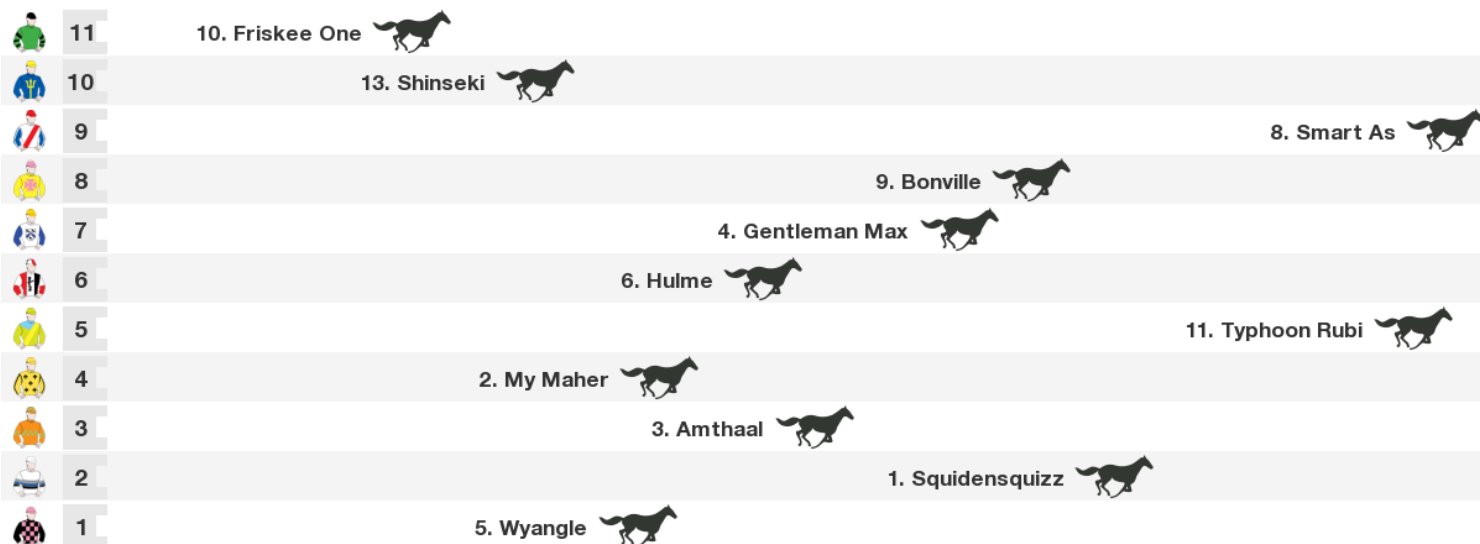 11 10. Friskee One
10 13. Shinseki
9 8. Smart As
8 9. Bonville
7 4. Gentleman Max
6 6. Hulme
5 11. Typhoon Rubi
4 2. My Maher
3 3. Amthaal
2 1. Squidensquizz
1 5. Wyangle